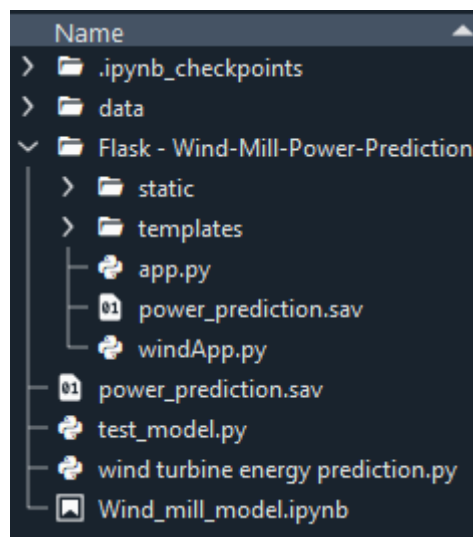 Name
.ipynb_checkpoints
data
Flask - Wind-Mill-Power-Prediction
static
templates
app.py
power_prediction.sav
windApp.py
power_prediction.sav
test_model.py
wind turbine energy prediction.py
Wind_mill_model.ipynb